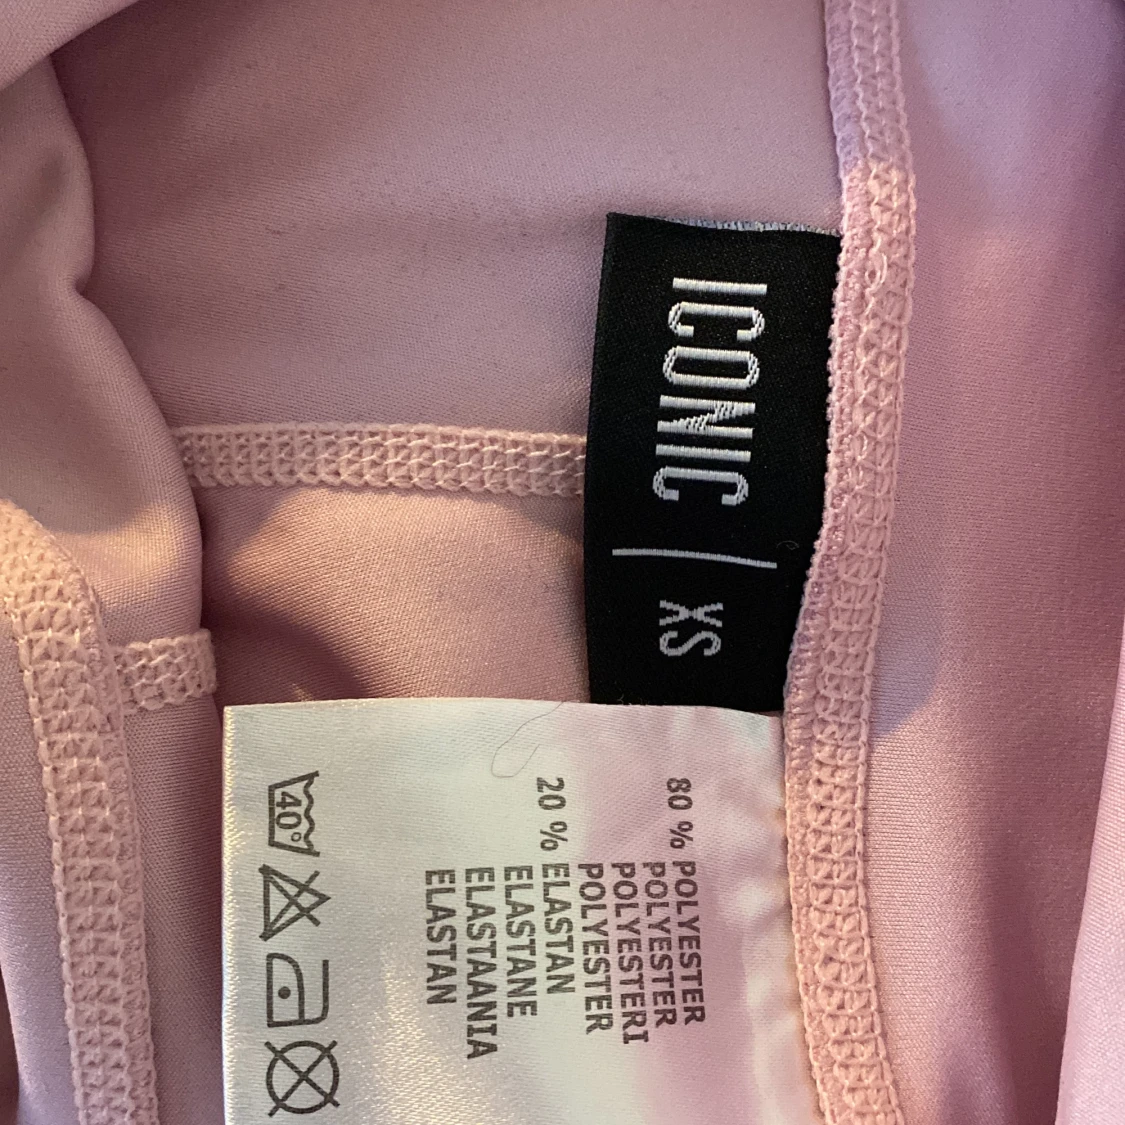 ICONIC | XS
80 % POLYESTER
POLYESTER
POLYESTERI
POLYESTER
20 % ELASTAN
ELASTANE
ELASTAANIA
ELASTAN
40°